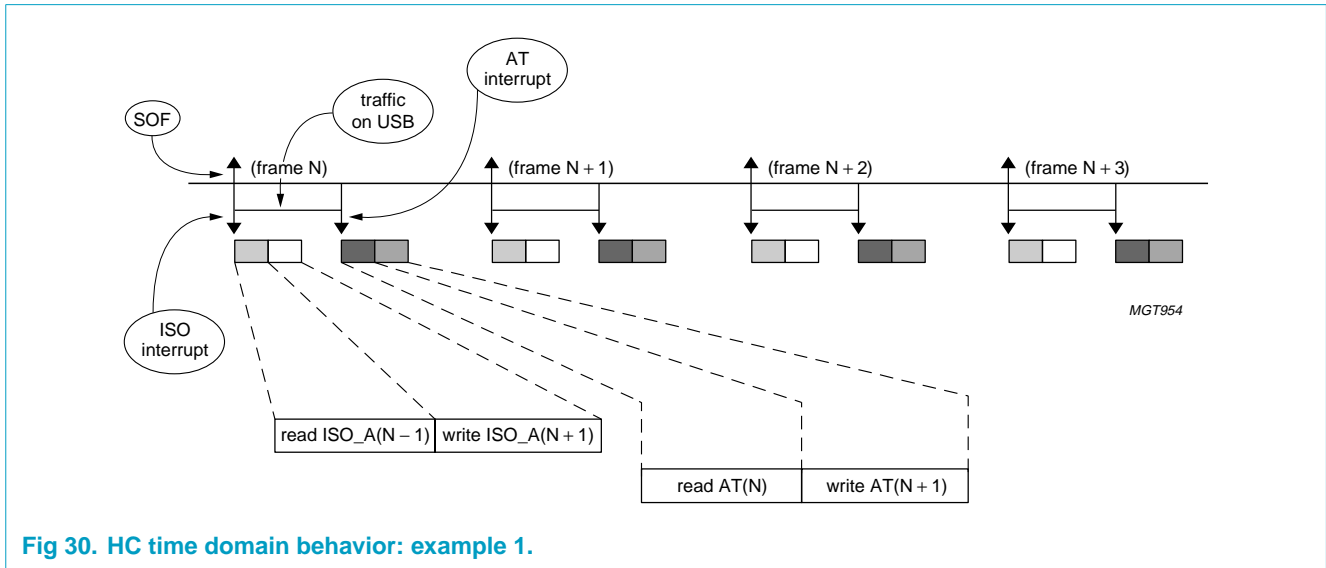 AT
interrupt
traffic
on USB
SOF
(frame N)
(frame N + 1)
(frame N + 2)
(frame N + 3)
MGT954
ISO
interrupt
read ISO_A(N − 1)
write ISO_A(N + 1)
read AT(N)
write AT(N + 1)
Fig 30. HC time domain behavior: example 1.